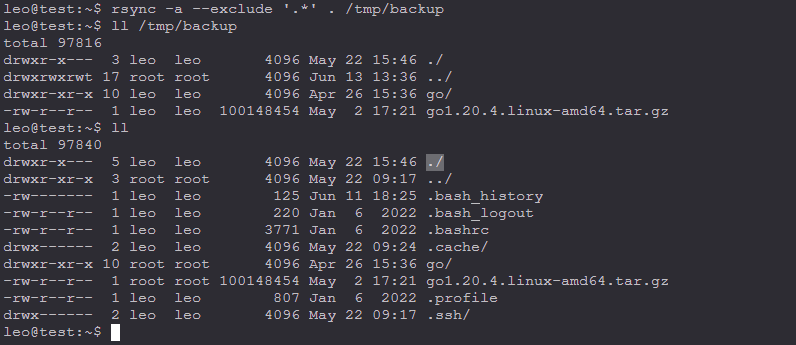 leo@test:~$ rsync -a --exclude '.*' . /tmp/backup
leo@test:~$ ll /tmp/backup
total 97816
drwxr-x---  3 leo  leo       4096 May 22 15:46 ./
drwxrwxrwt 17 root root      4096 Jun 13 13:36 ../
drwxr-xr-x 10 leo  leo       4096 Apr 26 15:36 go/
-rw-r--r--  1 leo  leo  100148454 May  2 17:21 go1.20.4.linux-amd64.tar.gz
leo@test:~$ ll
total 97840
drwxr-x---  5 leo  leo       4096 May 22 15:46 ./
drwxr-xr-x  3 root root      4096 May 22 09:17 ../
-rw-------  1 leo  leo        125 Jun 11 18:25 .bash_history
-rw-r--r--  1 leo  leo        220 Jan  6  2022 .bash_logout
-rw-r--r--  1 leo  leo       3771 Jan  6  2022 .bashrc
drwx------  2 leo  leo       4096 May 22 09:24 .cache/
drwxr-xr-x 10 root root      4096 Apr 26 15:36 go/
-rw-r--r--  1 root root 100148454 May  2 17:21 go1.20.4.linux-amd64.tar.gz
-rw-r--r--  1 leo  leo        807 Jan  6  2022 .profile
drwx------  2 leo  leo       4096 May 22 09:17 .ssh/
leo@test:~$